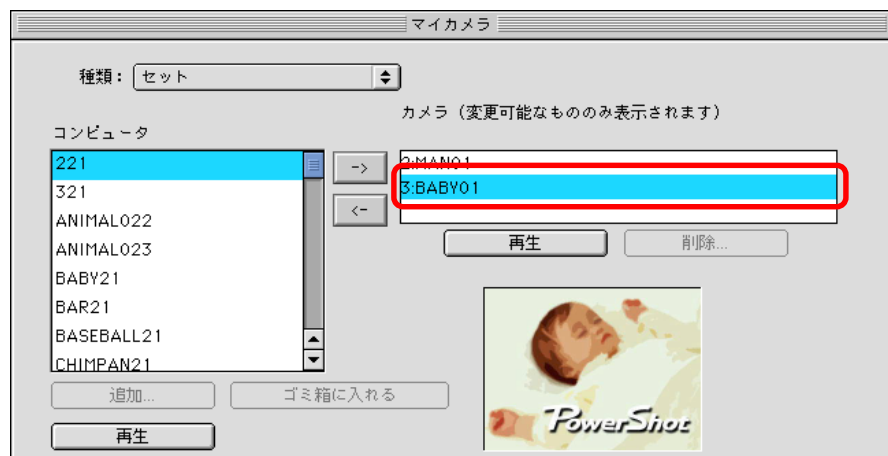 マイカメラ
種類： セット
カメラ（変更可能なもののみ表示されます）
コンピュータ
221
321
ANIMAL022
ANIMAL023
BABY21
BAR21
BASEBALL21
CHIMPAN21
->
<-
2:MAN01
3:BABY01
再生
削除...
追加...
ゴミ箱に入れる
再生
PowerShot